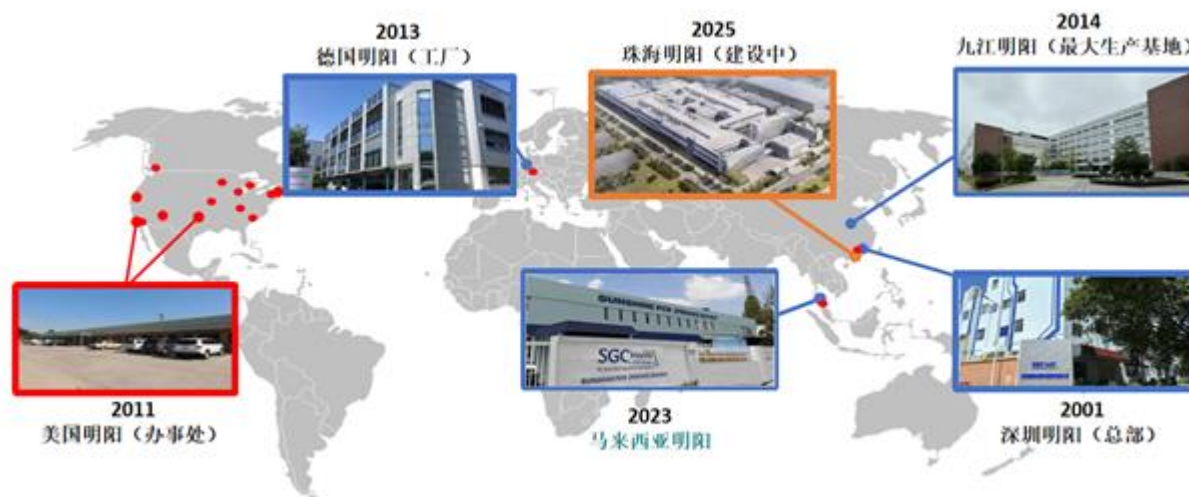 2013
德国明阳（工厂）
2025
珠海明阳（建设中）
2014
九江明阳（最大生产基地）
2011
美国明阳（办事处）
SGC
2023
马来西亚明阳
2001
深圳明阳（总部）